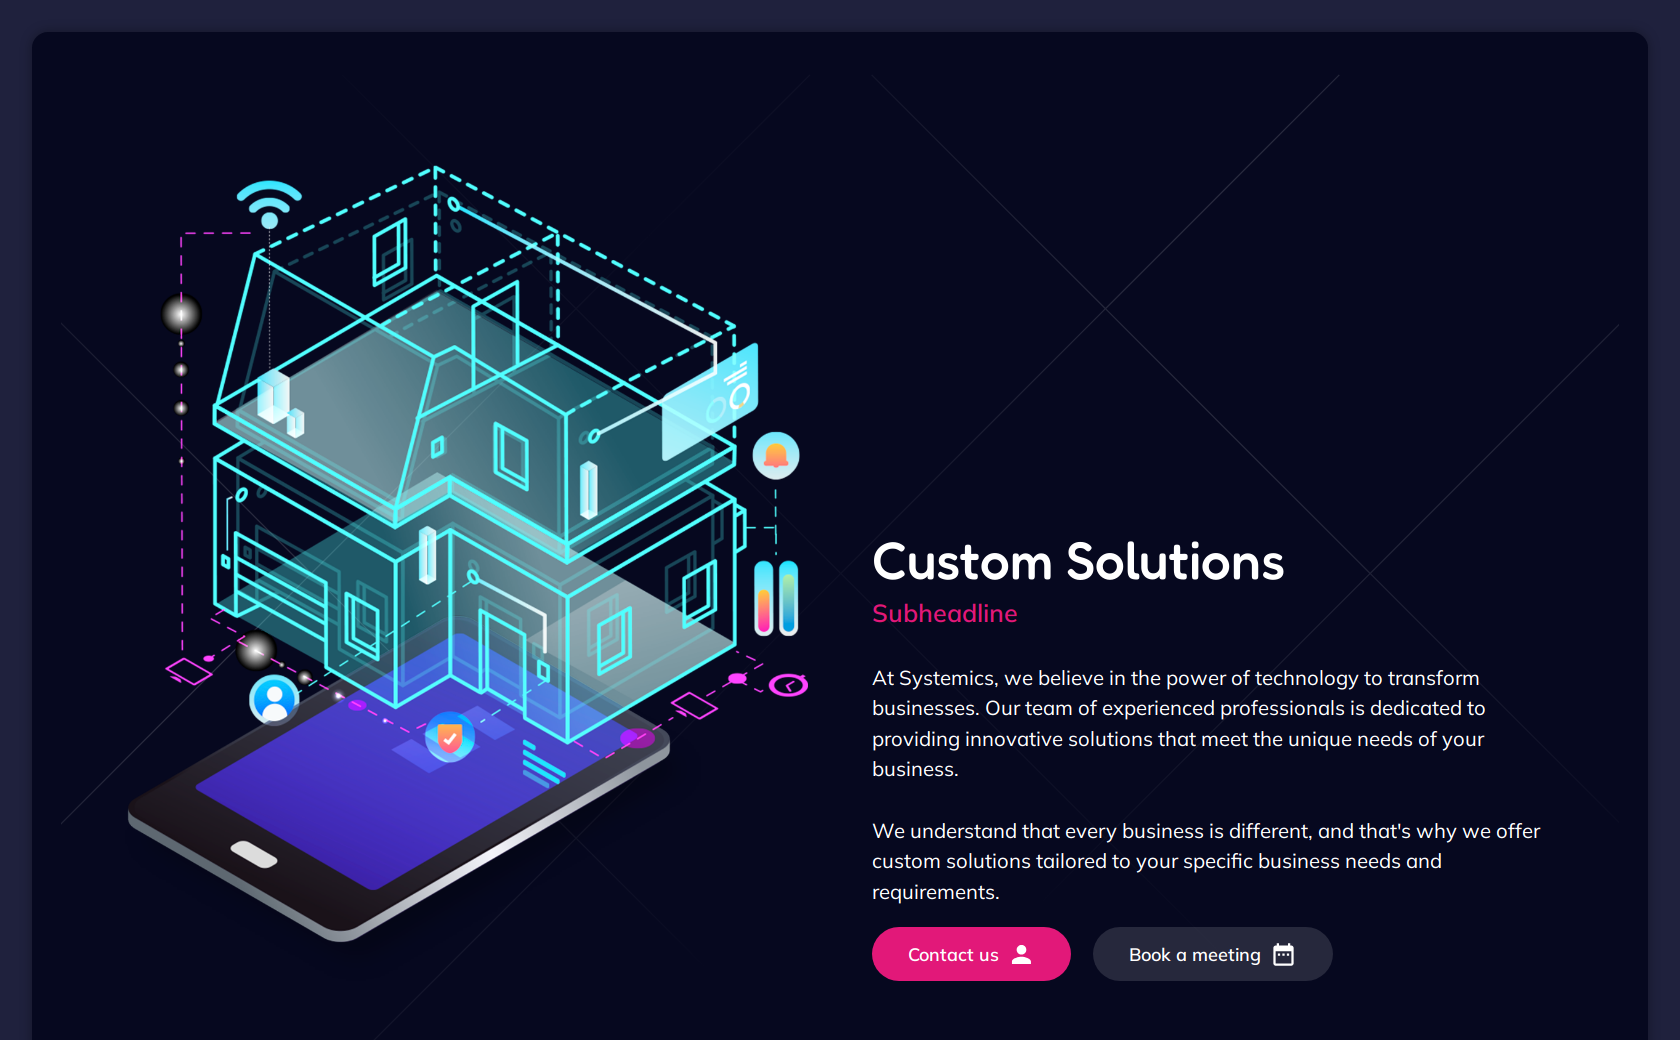 Custom Solutions
Subheadline
At Systemics, we believe in the power of technology to transform
businesses. Our team of experienced professionals is dedicated to
providing innovative solutions that meet the unique needs of your
business.
We understand that every business is different, and that's why we offer
custom solutions tailored to your specific business needs and
requirements.
Contact us
Book a meeting